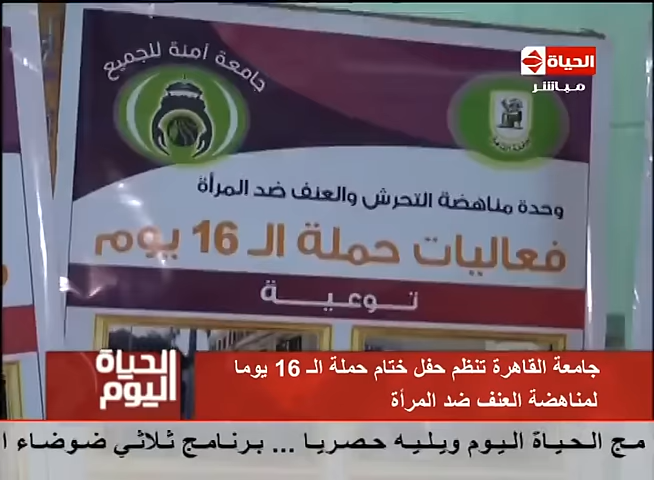 الحياة
مباشر
جامعة آمنة للجميع
وحدة مناهضة التحرش والعنف ضد المرأة
فعاليات حملة الـ 16 يوم
توعية
جامعة القاهرة تنظم حفل ختام حملة الـ 16 يوما
لمناهضة العنف ضد المرأة
الحياة
اليوم
مج الحياة اليوم ويليه حصريا ... برنامج ثلاثي ضوضاء ا